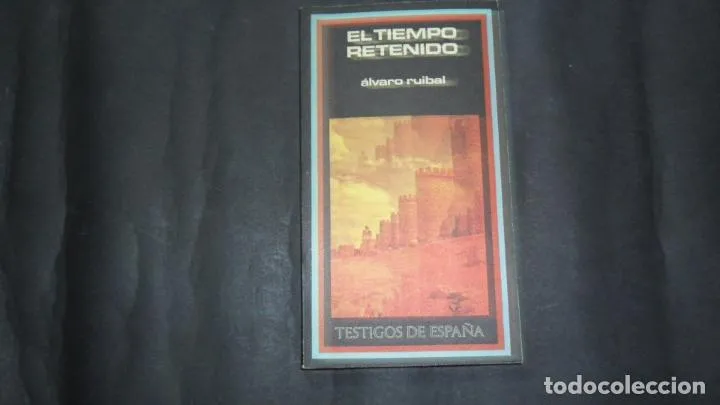 EL TIEMPO
RETENIDO
álvaro ruibal
TESTIGOS DE ESPAÑA
todocoleccion